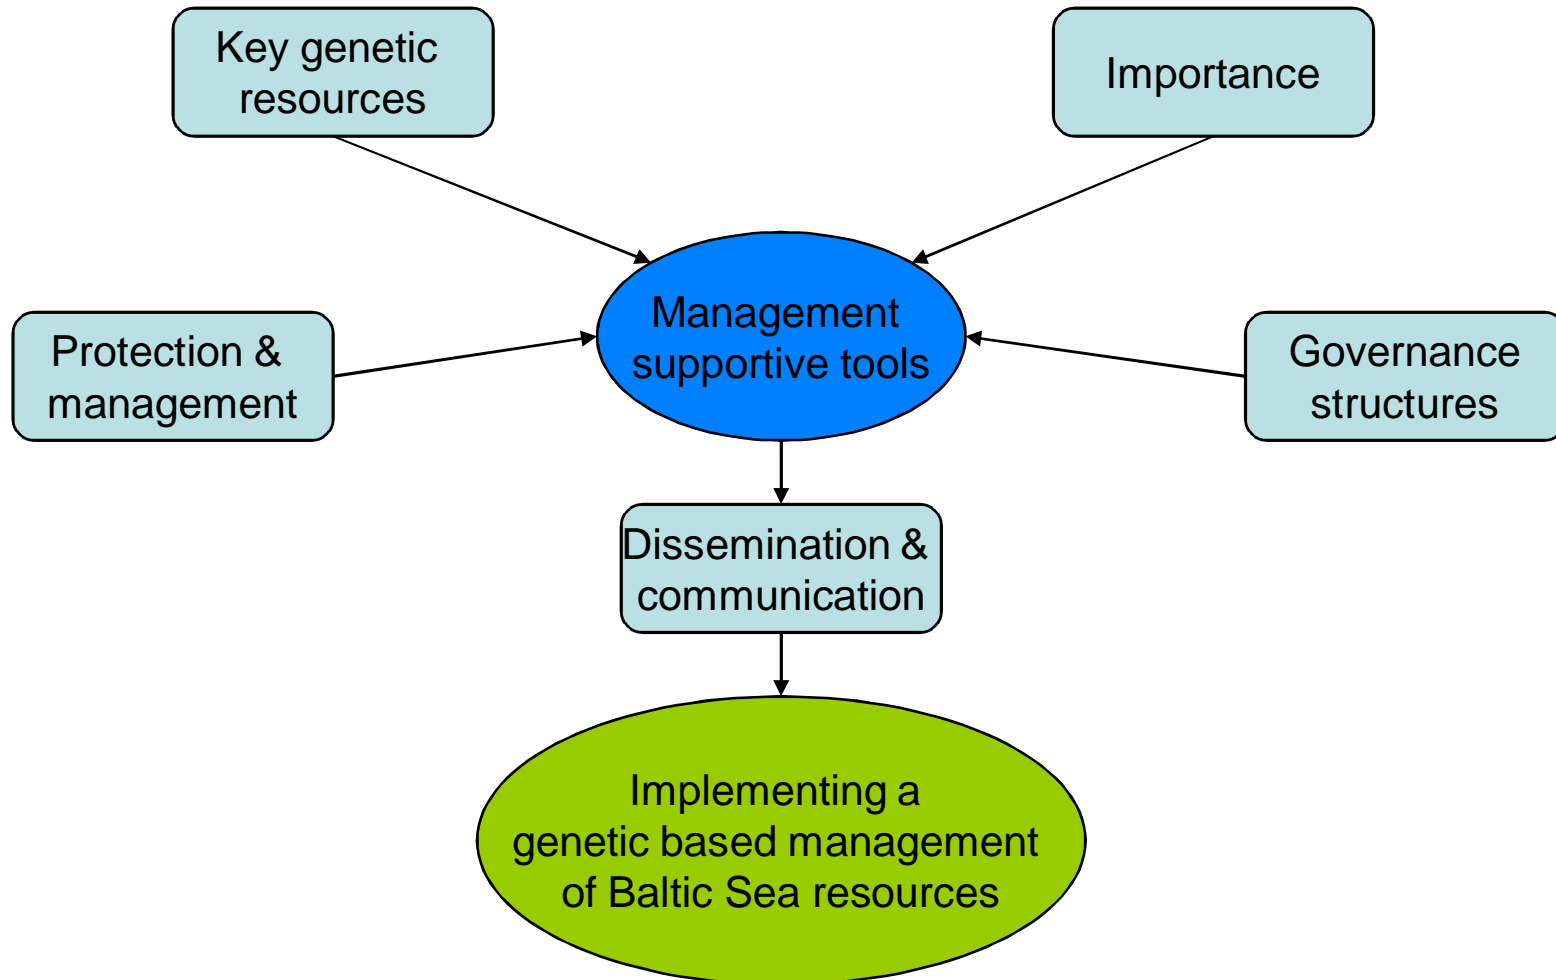 Key genetic
resources
Importance
Management
supportive tools
Protection &
management
Governance
structures
Dissemination &
communication
Implementing a
genetic based management
of Baltic Sea resources